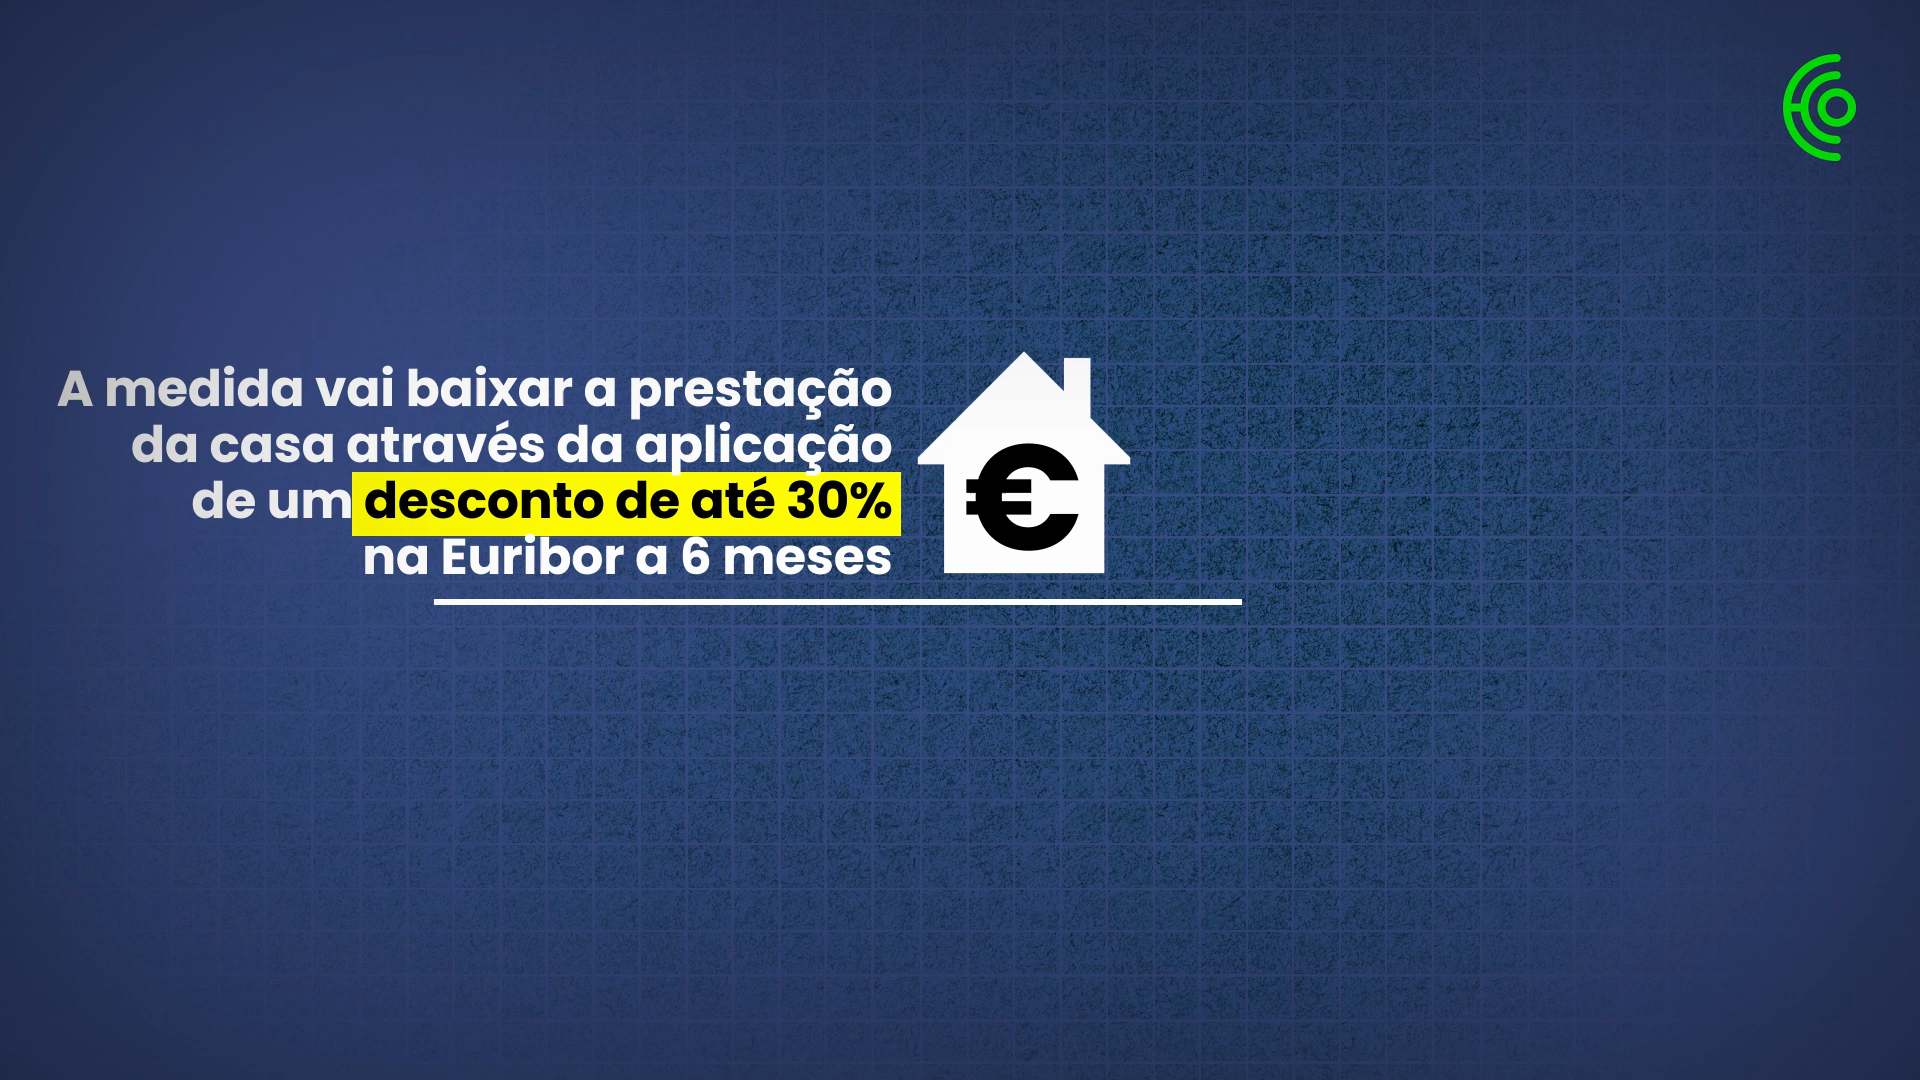 A medida vai baixar a prestação
da casa através da aplicação
de um desconto de até 30%
na Euribor a 6 meses
€